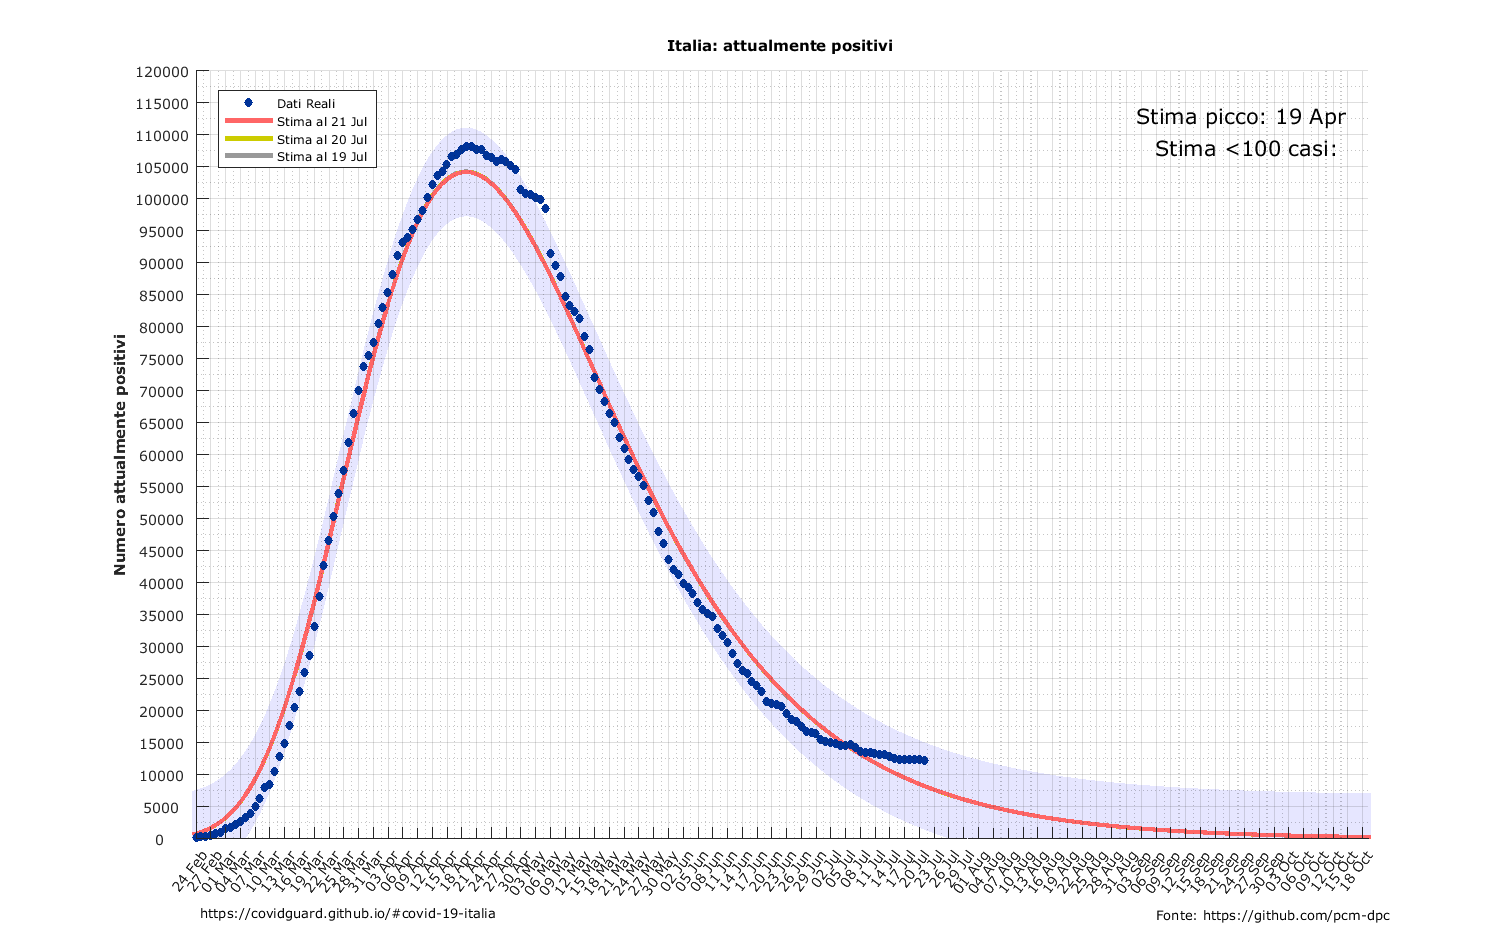 Italia: attualmente positivi
120000
115000
110000
105000
100000
95000
90000
85000
80000
75000
70000
65000
60000
55000
50000
45000
40000
35000
30000
25000
20000
15000
10000
5000
0
Numero attualmente positivi
Dati Reali
Stima al 21 Jul
Stima al 20 Jul
Stima al 19 Jul
Stima picco: 19 Apr
Stima <100 casi:
24 Feb
27 Feb
01 Mar
04 Mar
07 Mar
10 Mar
13 Mar
16 Mar
19 Mar
22 Mar
25 Mar
28 Mar
31 Mar
03 Apr
06 Apr
09 Apr
12 Apr
15 Apr
18 Apr
21 Apr
24 Apr
27 Apr
30 Apr
03 May
06 May
09 May
12 May
15 May
18 May
21 May
24 May
27 May
30 May
02 Jun
05 Jun
08 Jun
11 Jun
14 Jun
17 Jun
20 Jun
23 Jun
26 Jun
29 Jun
02 Jul
05 Jul
08 Jul
11 Jul
14 Jul
17 Jul
20 Jul
23 Jul
26 Jul
29 Jul
01 Aug
04 Aug
07 Aug
10 Aug
13 Aug
16 Aug
19 Aug
22 Aug
25 Aug
28 Aug
31 Aug
03 Sep
06 Sep
09 Sep
12 Sep
15 Sep
18 Sep
21 Sep
24 Sep
27 Sep
30 Sep
03 Oct
06 Oct
09 Oct
12 Oct
15 Oct
18 Oct
https://covidguard.github.io/#covid-19-italia
Fonte: https://github.com/pcm-dpc